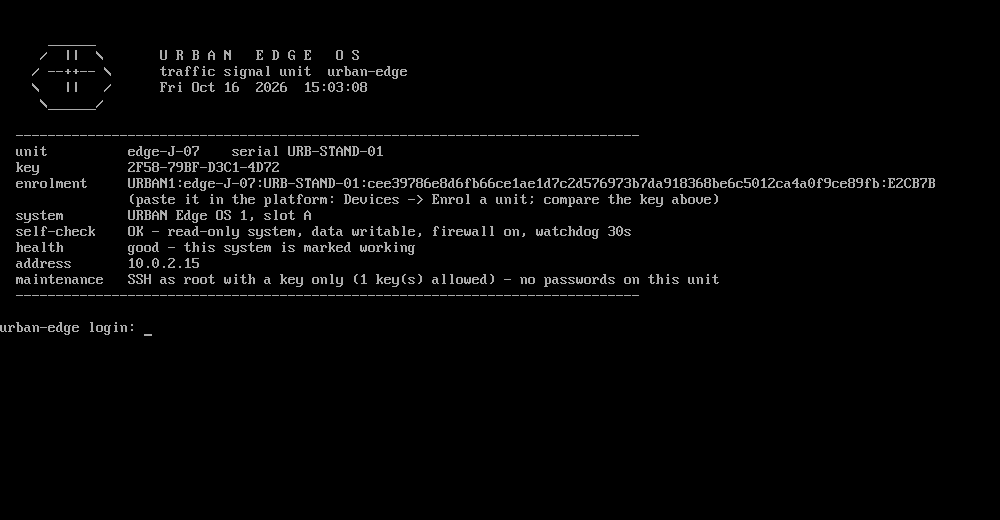 URBAN EDGE OS
traffic signal unit urban-edge
Fri Oct 16 2026 15:03:08
unit edge-J-07 serial URB-STAND-01
key 2F58-79BF-D3C1-4D72
enrolment URBAN1:edge-J-07:URB-STAND-01:cee39786e8d6fb66ce1ae1d7c2d576973b7da918368be6c5012ca4a0f9ce89fb:E2CB7B
(paste it in the platform: Devices -> Enrol a unit; compare the key above)
system URBAN Edge OS 1, slot A
self-check OK - read-only system, data writable, firewall on, watchdog 30s
health good - this system is marked working
address 10.0.2.15
maintenance SSH as root with a key only (1 key(s) allowed) - no passwords on this unit
urban-edge login: _